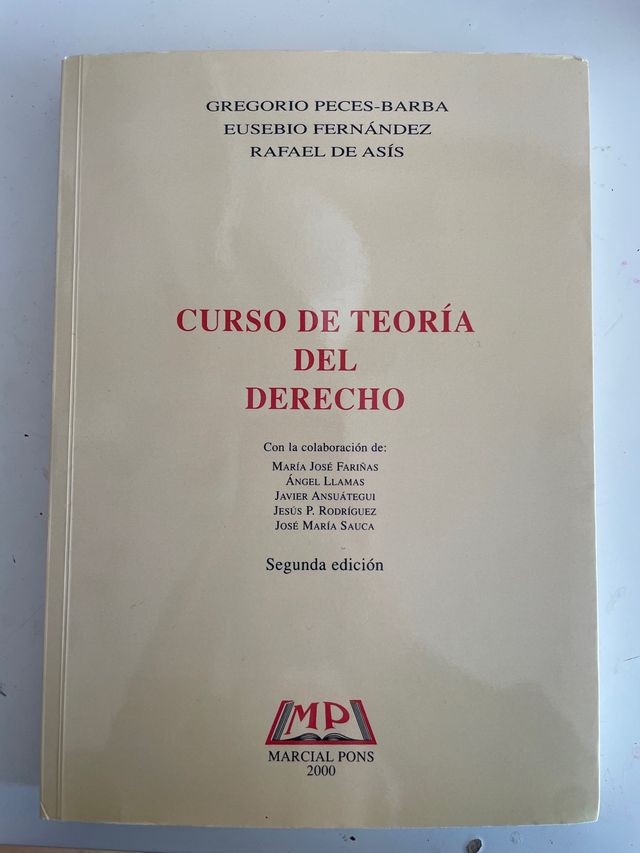 GREGORIO PECES-BARBA
EUSEBIO FERNÁNDEZ
RAFAEL DE ASÍS
CURSO DE TEORÍA
DEL
DERECHO
Con la colaboración de:
MARÍA JOSÉ FARIÑAS
ÁNGEL LLAMAS
JAVIER ANSUÁTEGUI
JESÚS P. RODRÍGUEZ
JOSÉ MARÍA SAUCA
Segunda edición
MP
MARCIAL PONS
2000